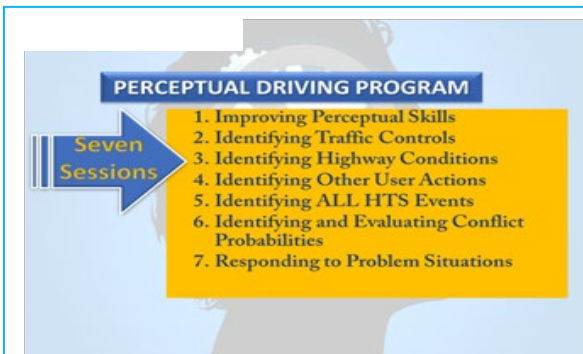 PERCEPTUAL DRIVING PROGRAM
Seven
Sessions
1. Improving Perceptual Skills
2. Identifying Traffic Controls
3. Identifying Highway Conditions
4. Identifying Other User Actions
5. Identifying ALL HTS Events
6. Identifying and Evaluating Conflict
Probabilities
7. Responding to Problem Situations